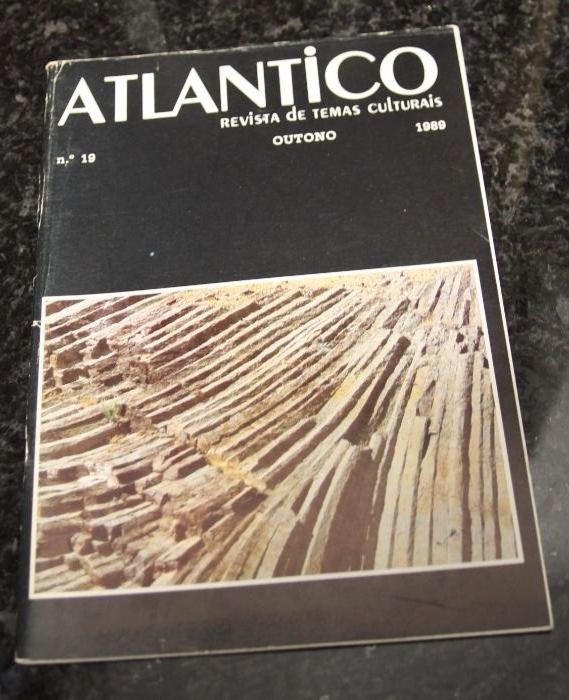 ATLANTiCO
REVISTA dE TEMAS CULTURAiS
n.º 19
OUTONO
1989